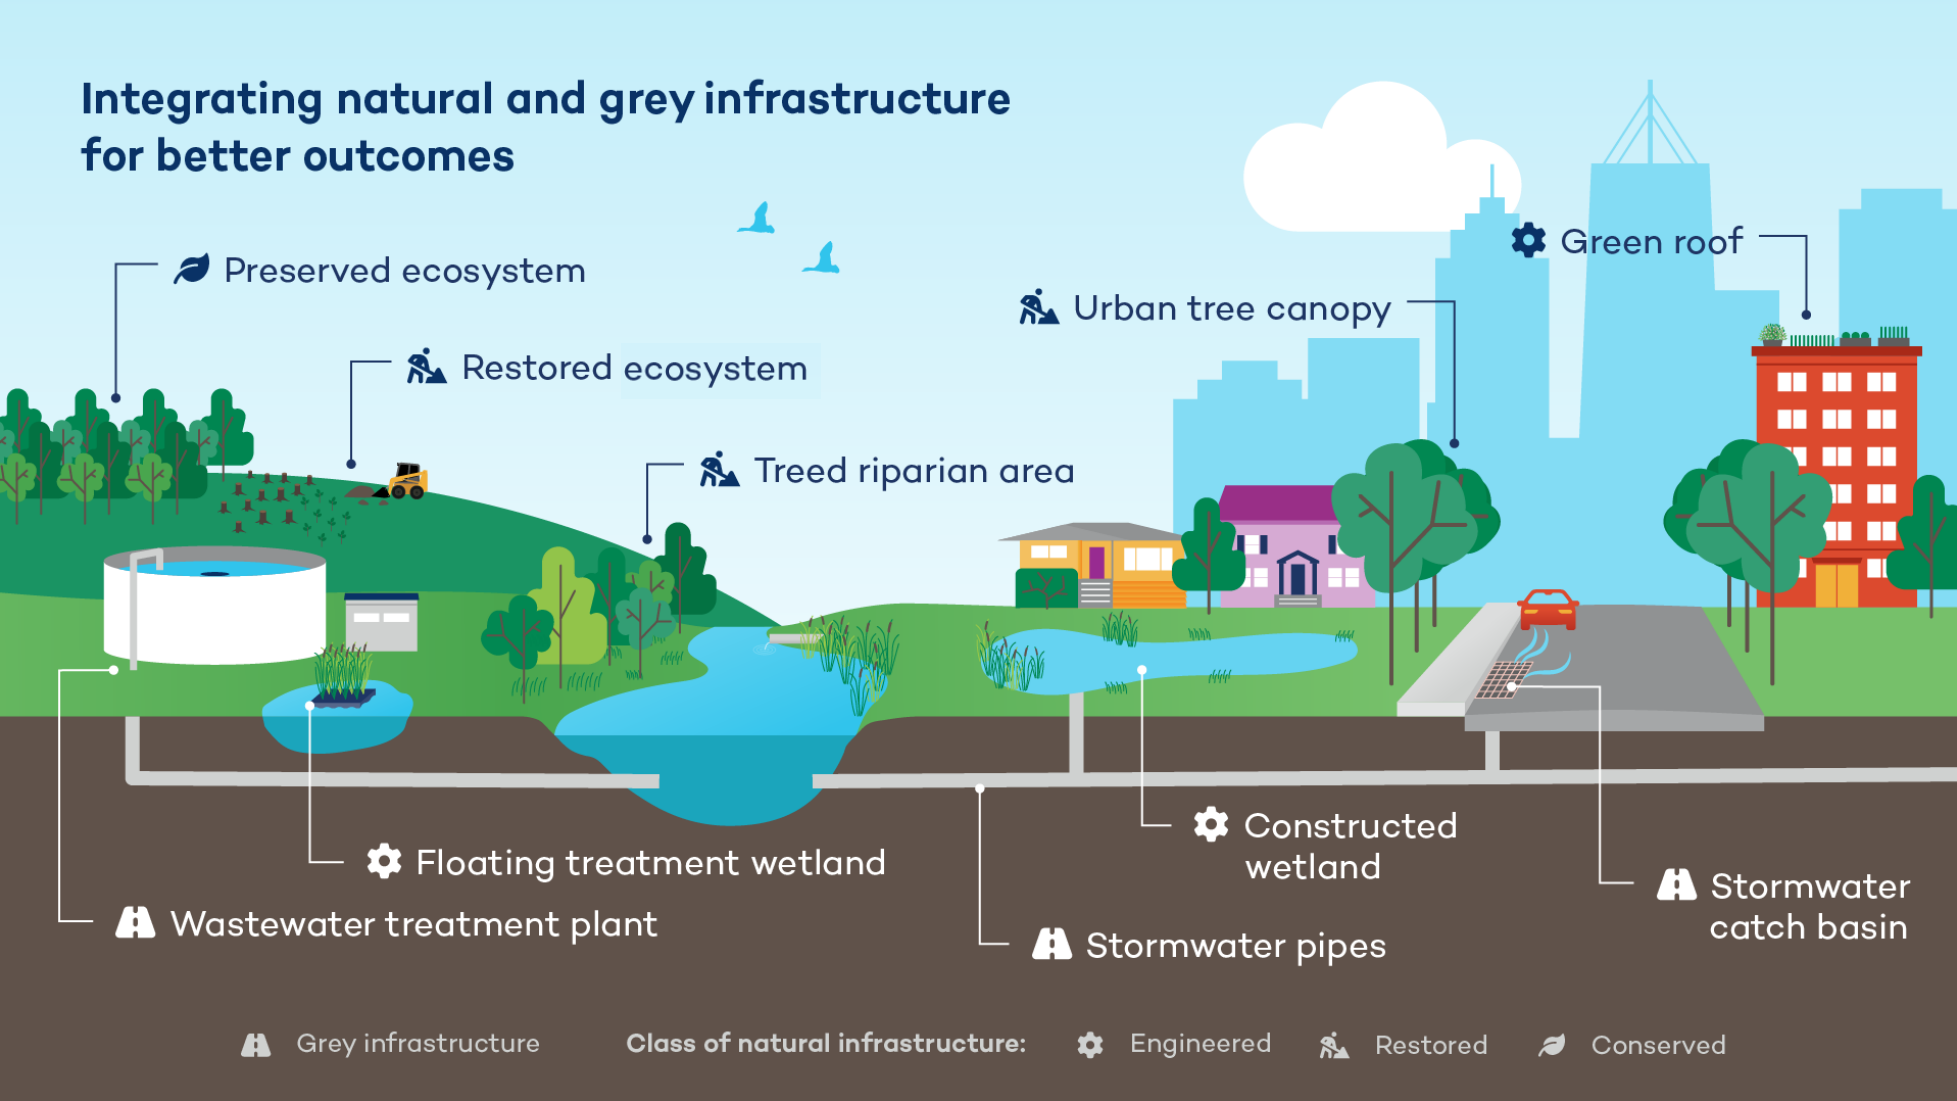 Integrating natural and grey infrastructure
for better outcomes
Preserved ecosystem
Restored ecosystem
Treed riparian area
Urban tree canopy
Green roof
Constructed
wetland
Floating treatment wetland
Wastewater treatment plant
Stormwater pipes
Stormwater
catch basin
Grey infrastructure
Class of natural infrastructure:
Engineered
Restored
Conserved